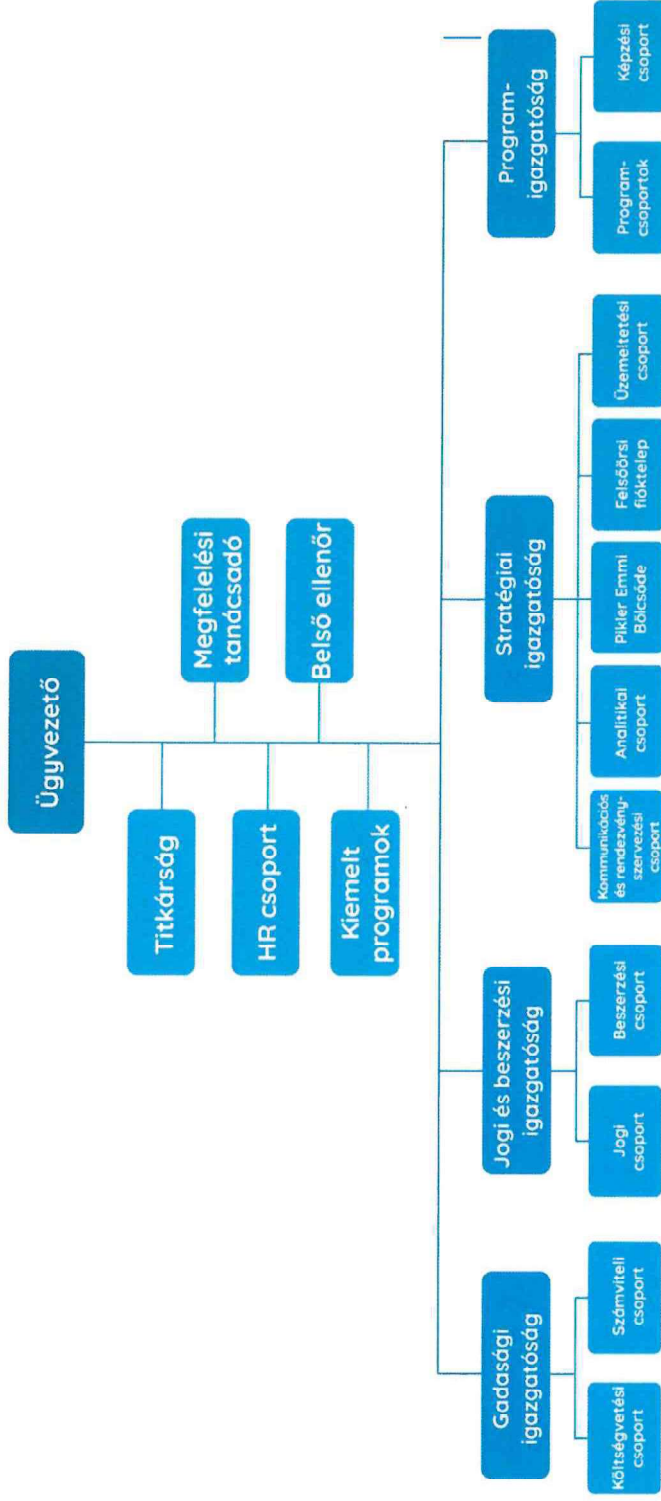 Ügyvezető
Titkárság
Megfelelési
tanácsadó
HR csoport
Belső ellenőr
Kiemelt
programok
Gadasági
igazgatóság
Jogi és beszerzési
igazgatóság
Stratégiai
igazgatóság
Program-
igazgatóság
Költségvetési
csoport
Számviteli
csoport
Jogi
csoport
Beszerzési
csoport
Kommunikációs
és rendezvény-
szervezési
csoport
Analitikai
csoport
Pikler Emmi
Bölcsőde
Felsőörsi
fióktelep
Üzemeltetési
csoport
Program-
csoportok
Képzési
csoport